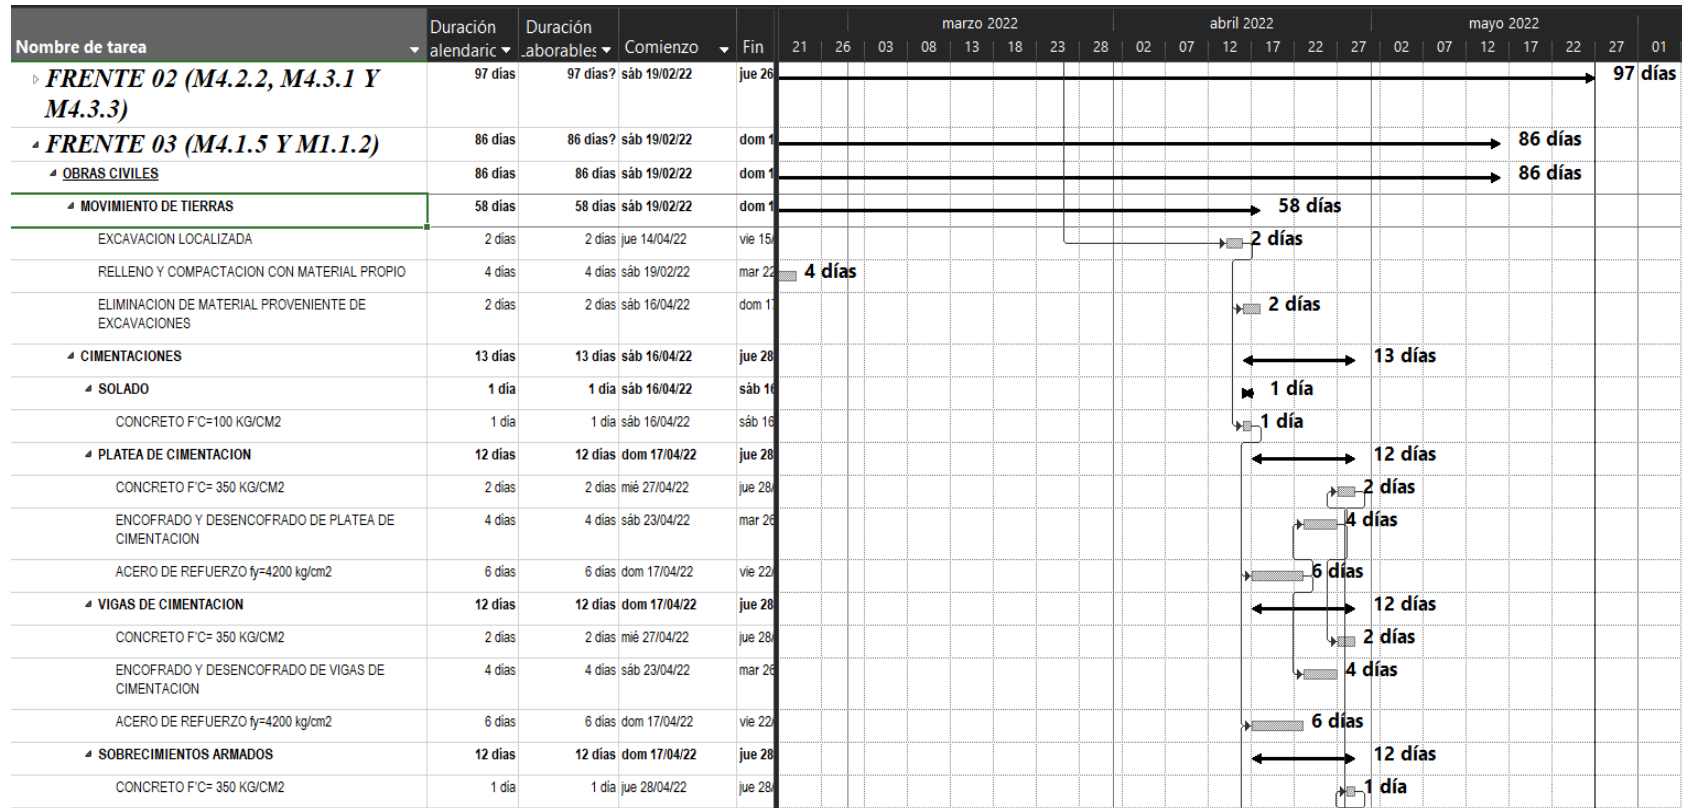 Duración Duración marzo 2022 abril 2022 mayo 2022
Nombre de tarea alendaric laborables Comienzo Fin 21 26 03 08 13 18 23 28 02 07 12 17 22 27 02 07 12 17 22 27 01
FRENTE 02 (M4.2.2, M4.3.1 Y 97 días 97 días? sáb 19/02/22 jue 26 97 días
M4.3.3)
FRENTE 03 (M4.1.5 Y M1.1.2) 86 días 86 días? sáb 19/02/22 dom 1 86 días
OBRAS CIVILES 86 días 86 días sáb 19/02/22 dom 1 86 días
MOVIMIENTO DE TIERRAS 58 días 58 días sáb 19/02/22 dom 1 58 días
EXCAVACION LOCALIZADA 2 días 2 días jue 14/04/22 vie 15/ 2 días
RELLENO Y COMPACTACION CON MATERIAL PROPIO 4 días 4 días sáb 19/02/22 mar 22 4 días
ELIMINACION DE MATERIAL PROVENIENTE DE 2 días 2 días sáb 16/04/22 dom 17 2 días
EXCAVACIONES
CIMENTACIONES 13 días 13 días sáb 16/04/22 jue 28 13 días
SOLADO 1 día 1 día sáb 16/04/22 sáb 16 1 día
CONCRETO F'C=100 KG/CM2 1 día 1 día sáb 16/04/22 sáb 16 1 día
PLATEA DE CIMENTACION 12 días 12 días dom 17/04/22 jue 28 12 días
CONCRETO F'C= 350 KG/CM2 2 días 2 días mié 27/04/22 jue 28/ 2 días
ENCOFRADO Y DESENCOFRADO DE PLATEA DE 4 días 4 días sáb 23/04/22 mar 26 4 días
CIMENTACION
ACERO DE REFUERZO fy=4200 kg/cm2 6 días 6 días dom 17/04/22 vie 22/ 6 días
VIGAS DE CIMENTACION 12 días 12 días dom 17/04/22 jue 28 12 días
CONCRETO F'C= 350 KG/CM2 2 días 2 días mié 27/04/22 jue 28/ 2 días
ENCOFRADO Y DESENCOFRADO DE VIGAS DE 4 días 4 días sáb 23/04/22 mar 26 4 días
CIMENTACION
ACERO DE REFUERZO fy=4200 kg/cm2 6 días 6 días dom 17/04/22 vie 22/ 6 días
SOBRECIMIENTOS ARMADOS 12 días 12 días dom 17/04/22 jue 28 12 días
CONCRETO F'C= 350 KG/CM2 1 día 1 día jue 28/04/22 jue 28/ 1 día